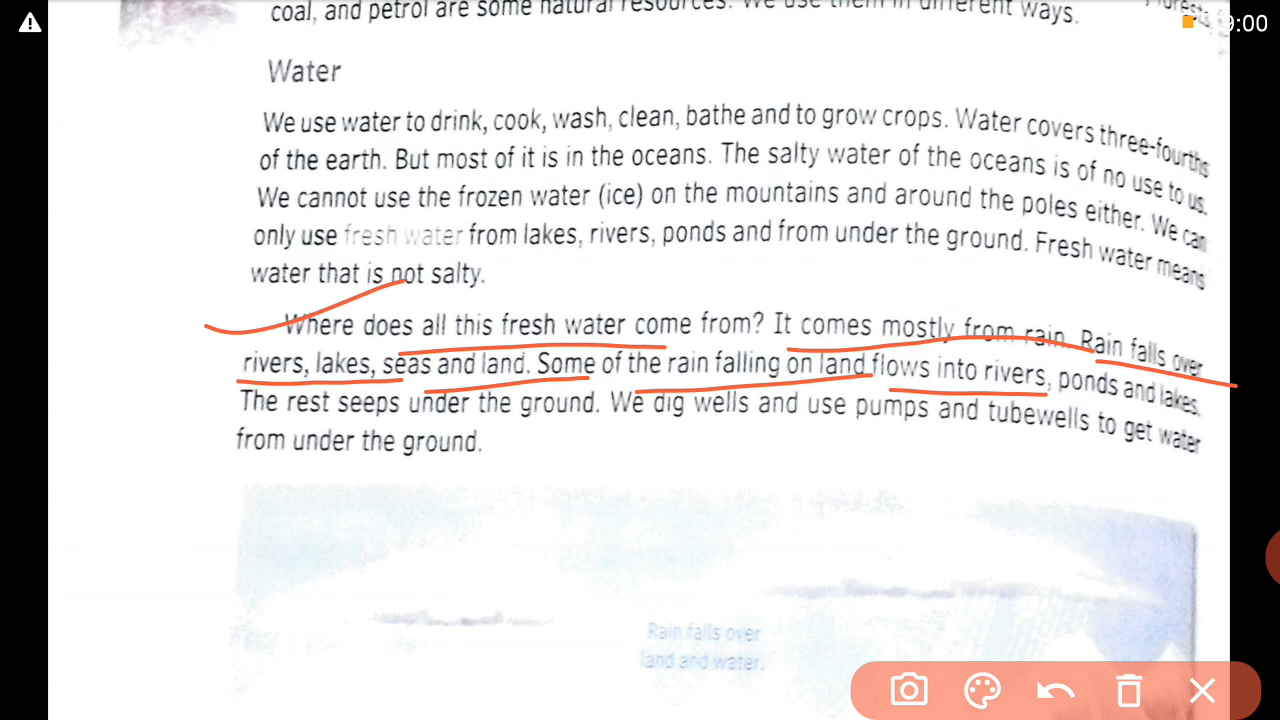 coal, and petrol are some natural resources. We use them in different ways.
9:00
Water
We use water to drink, cook, wash, clean, bathe and to grow crops. Water covers three-fourths
of the earth. But most of it is in the oceans. The salty water of the oceans is of no use to us.
We cannot use the frozen water (ice) on the mountains and around the poles either. We can
only use fresh water from lakes, rivers, ponds and from under the ground. Fresh water means
water that is not salty.
Where does all this fresh water come from? It comes mostly from rain. Rain falls over
rivers, lakes, seas and land. Some of the rain falling on land flows into rivers, ponds and lakes.
The rest seeps under the ground. We dig wells and use pumps and tubewells to get water
from under the ground.
Rain falls over
land and water.